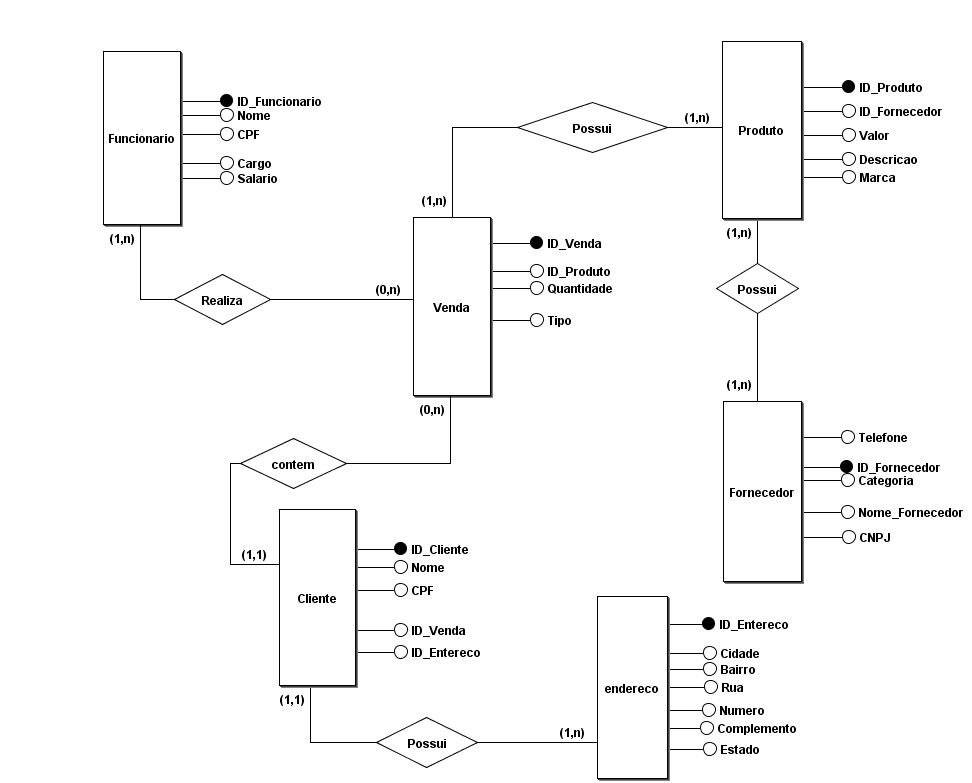 Funcionario
ID_Funcionario
Nome
CPF
Cargo
Salario
(1,n)
Realiza
(0,n)
Possui
(1,n)
(1,n)
Produto
ID_Produto
ID_Fornecedor
Valor
Descricao
Marca
(1,n)
Possui
(1,n)
Venda
ID_Venda
ID_Produto
Quantidade
Tipo
(0,n)
contem
(1,1)
Fornecedor
Telefone
ID_Fornecedor
Categoria
Nome_Fornecedor
CNPJ
Cliente
ID_Cliente
Nome
CPF
ID_Venda
ID_Entereco
(1,1)
Possui
(1,n)
endereco
ID_Entereco
Cidade
Bairro
Rua
Numero
Complemento
Estado